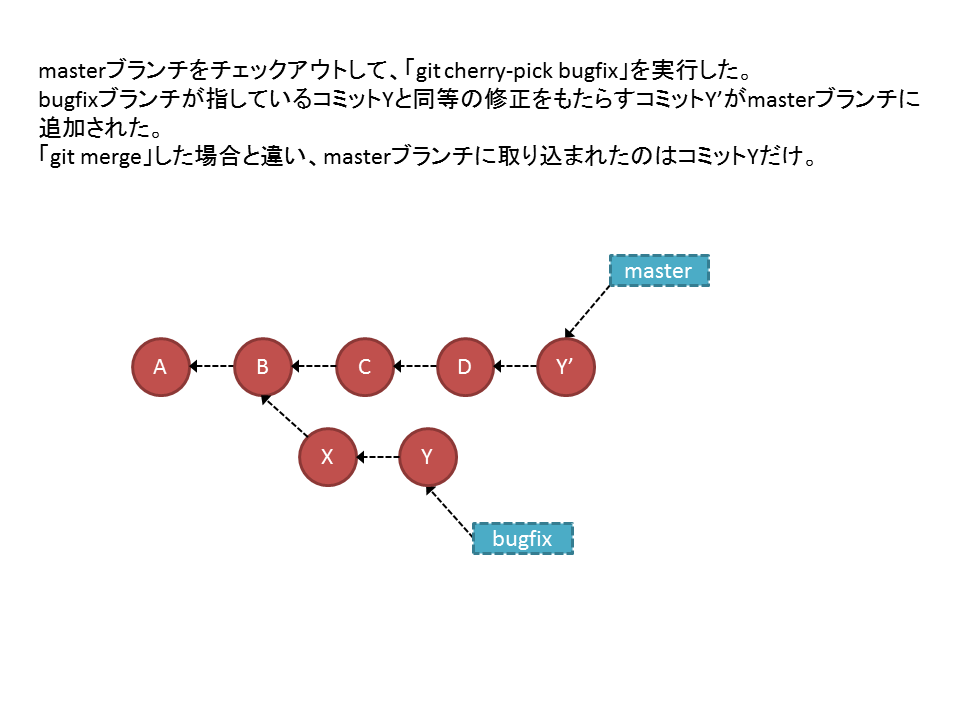 masterブランチをチェックアウトして、「git cherry-pick bugfix」を実行した。
bugfixブランチが指しているコミットYと同等の修正をもたらすコミットY’がmasterブランチに
追加された。
「git merge」した場合と違い、masterブランチに取り込まれたのはコミットYだけ。
master
A
B
C
D
Y’
X
Y
bugfix